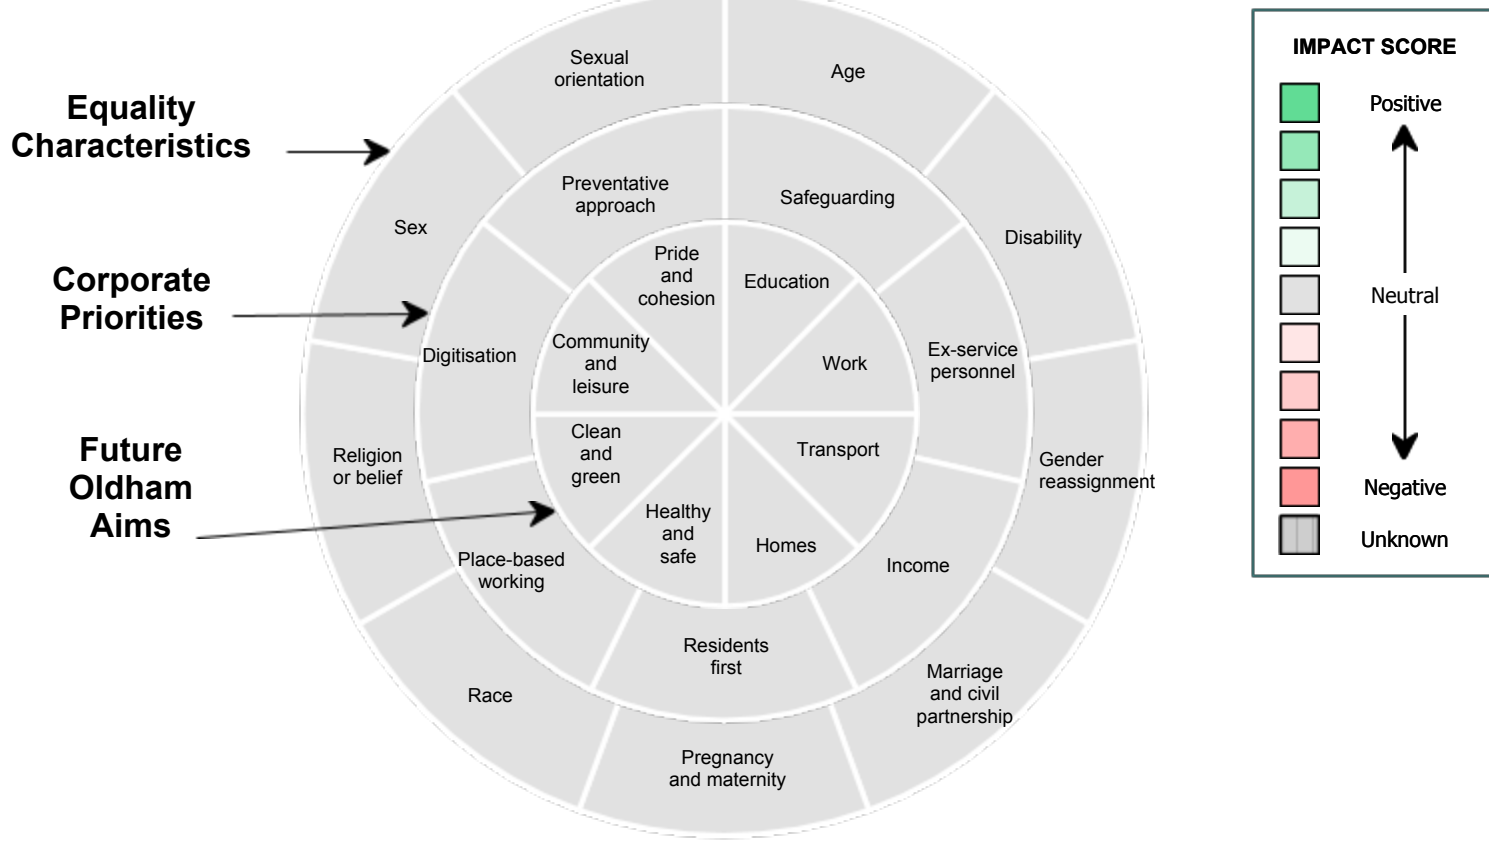 Equality
Characteristics
Corporate
Priorities
Future
Oldham
Aims
Sexual
orientation
Age
Sex
Disability
Religion
or belief
Gender
reassignment
Race
Marriage
and civil
partnership
Pregnancy
and maternity
Preventative
approach
Safeguarding
Digitisation
Ex-service
personnel
Place-based
working
Income
Residents
first
Pride
and
cohesion
Education
Community
and
leisure
Work
Clean
and
green
Transport
Healthy
and
safe
Homes
IMPACT SCORE
Positive
Neutral
Negative
Unknown